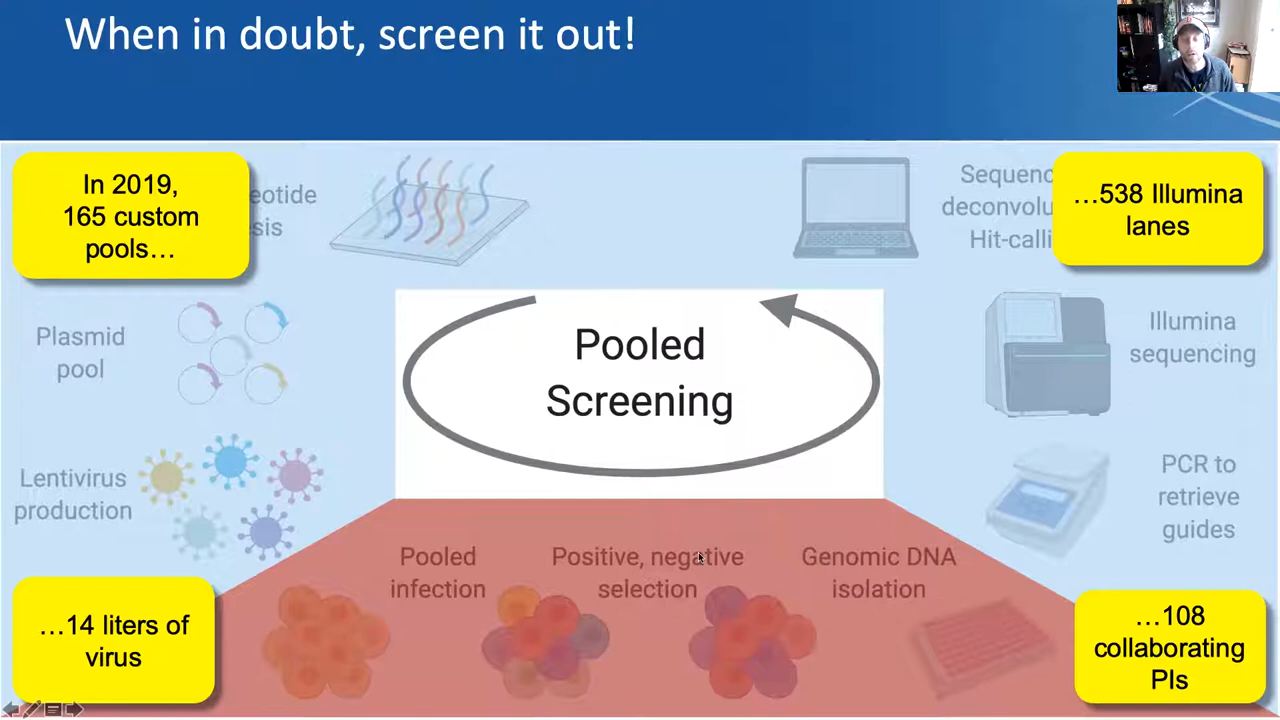 When in doubt, screen it out!
In 2019,
165 custom
pools…
…538 Illumina
lanes
Plasmid
pool
Lentivirus
production
Pooled
Screening
Illumina
sequencing
PCR to
retrieve
guides
Pooled
infection
Positive, negative
selection
Genomic DNA
isolation
…14 liters of
virus
…108
collaborating
PIs